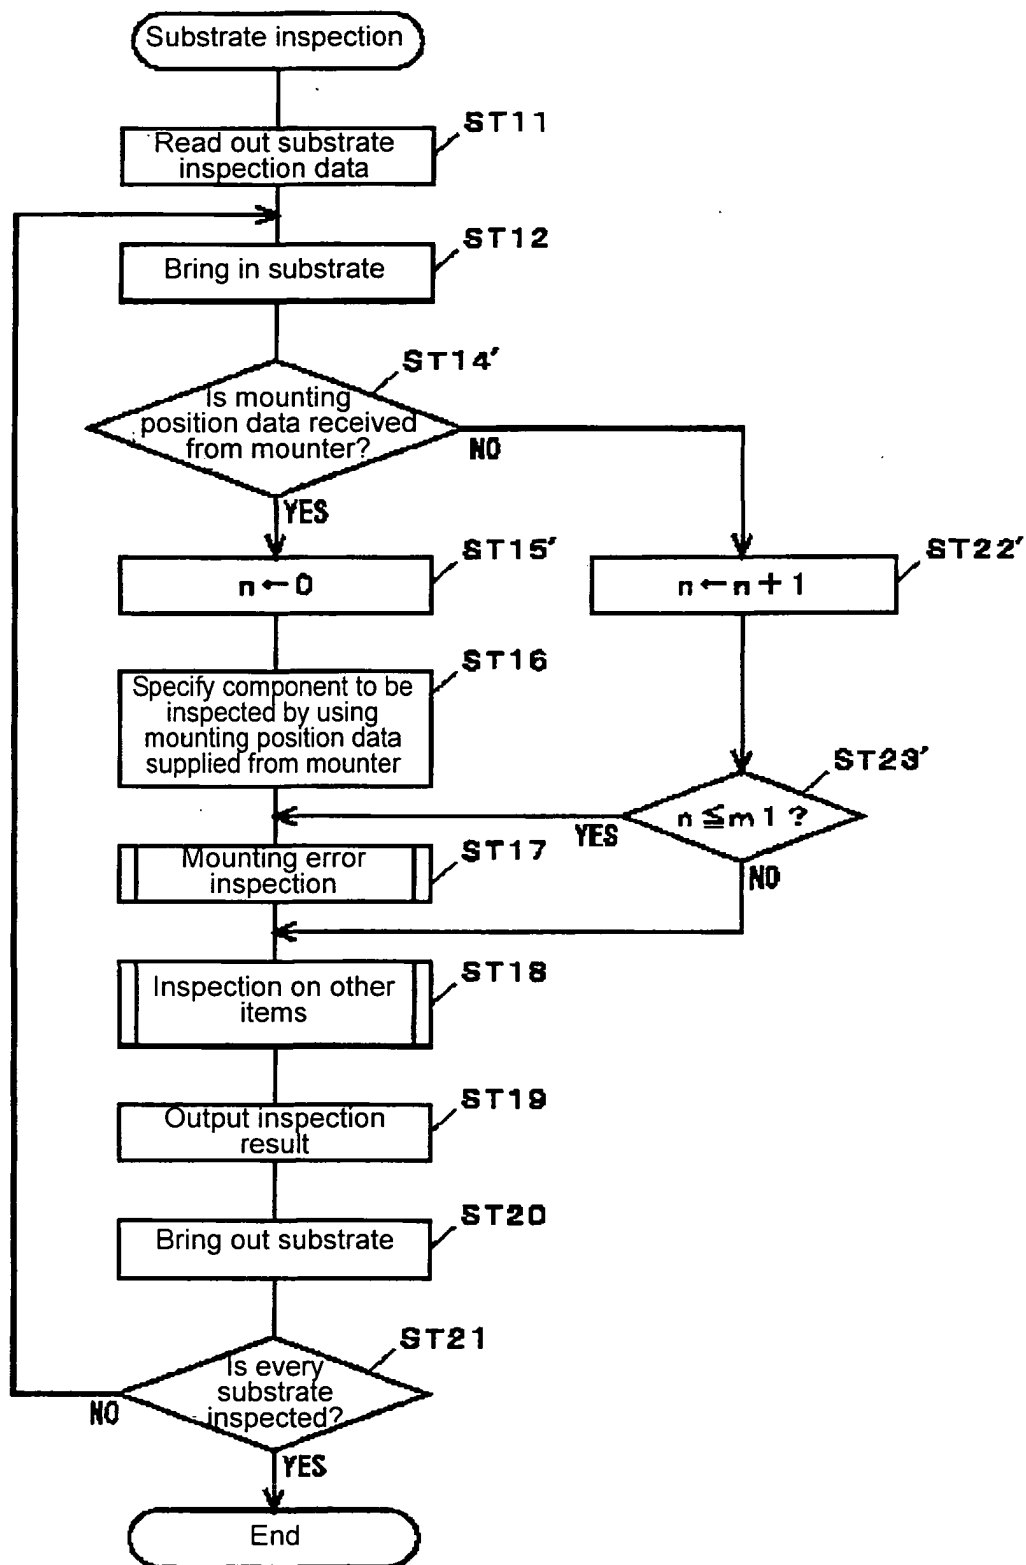 Substrate inspection
ST11
Read out substrate
inspection data
ST12
Bring in substrate
ST14′
Is mounting
position data received
from mounter?
NO
YES
ST15′
n←0
ST22′
n←n+1
ST16
Specify component to be
inspected by using
mounting position data
supplied from mounter
ST23′
n≦m1?
YES
NO
ST17
Mounting error
inspection
ST18
Inspection on other
items
ST19
Output inspection
result
ST20
Bring out substrate
ST21
Is every
substrate
inspected?
NO
YES
End